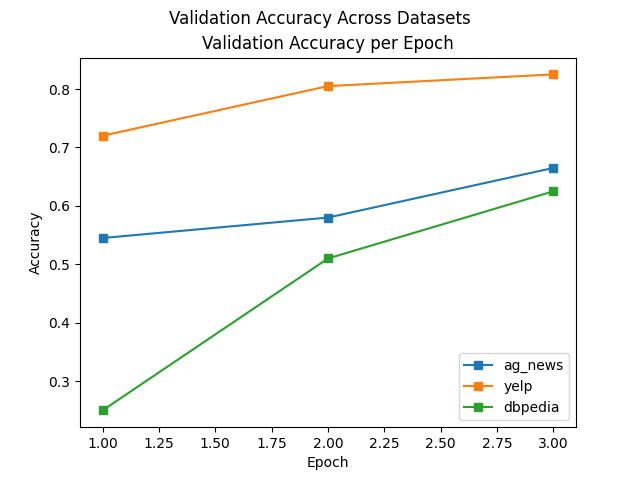 Validation Accuracy Across Datasets
Validation Accuracy per Epoch
Accuracy
0.8
0.7
0.6
0.5
0.4
0.3
1.00 1.25 1.50 1.75 2.00 2.25 2.50 2.75 3.00
Epoch
ag_news
yelp
dbpedia